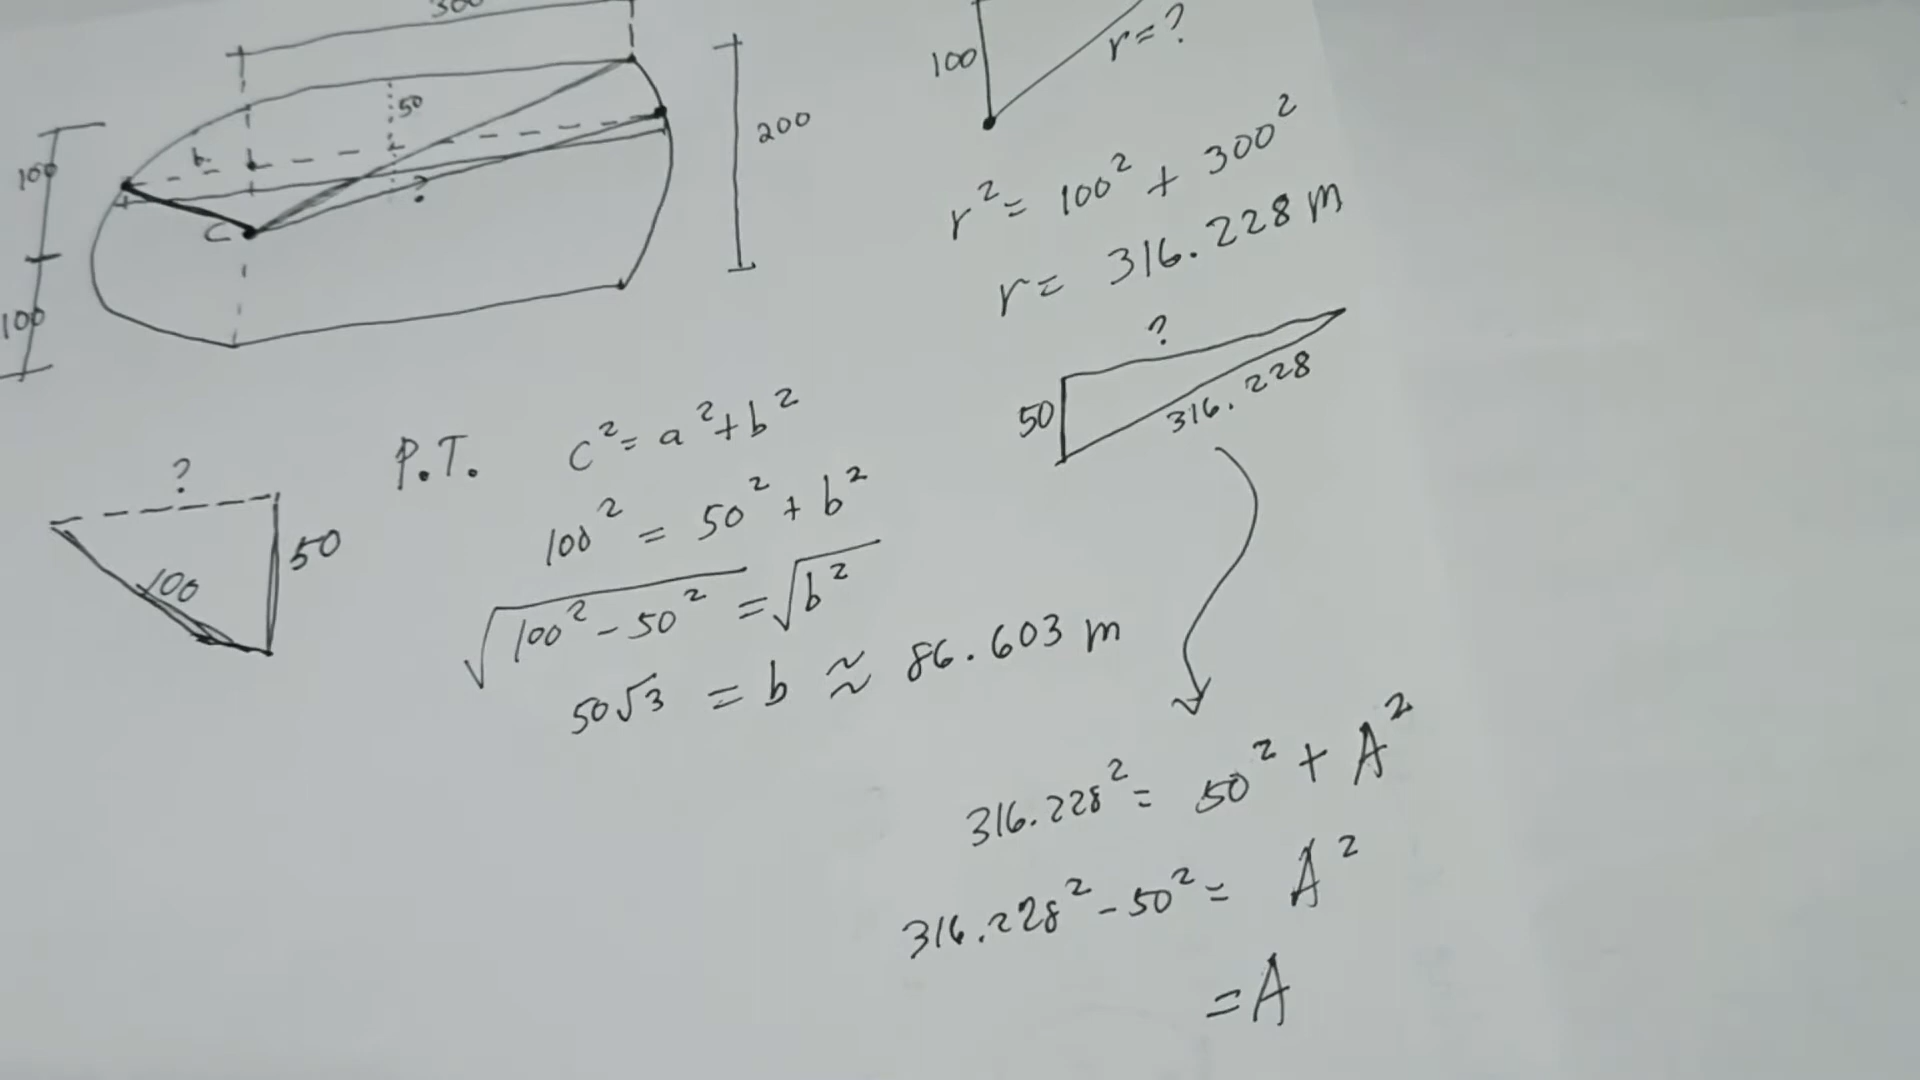 300
50
200
100
b
?
C
100
100
r = ?
r² = 100² + 300²
r = 316.228 m
?
50
316.228
P.T. c² = a² + b²
100² = 50² + b²
√100² - 50² = √b²
50√3 = b ≈ 86.603 m
?
50
100
316.228² = 50² + A²
316.228² - 50² = A²
= A